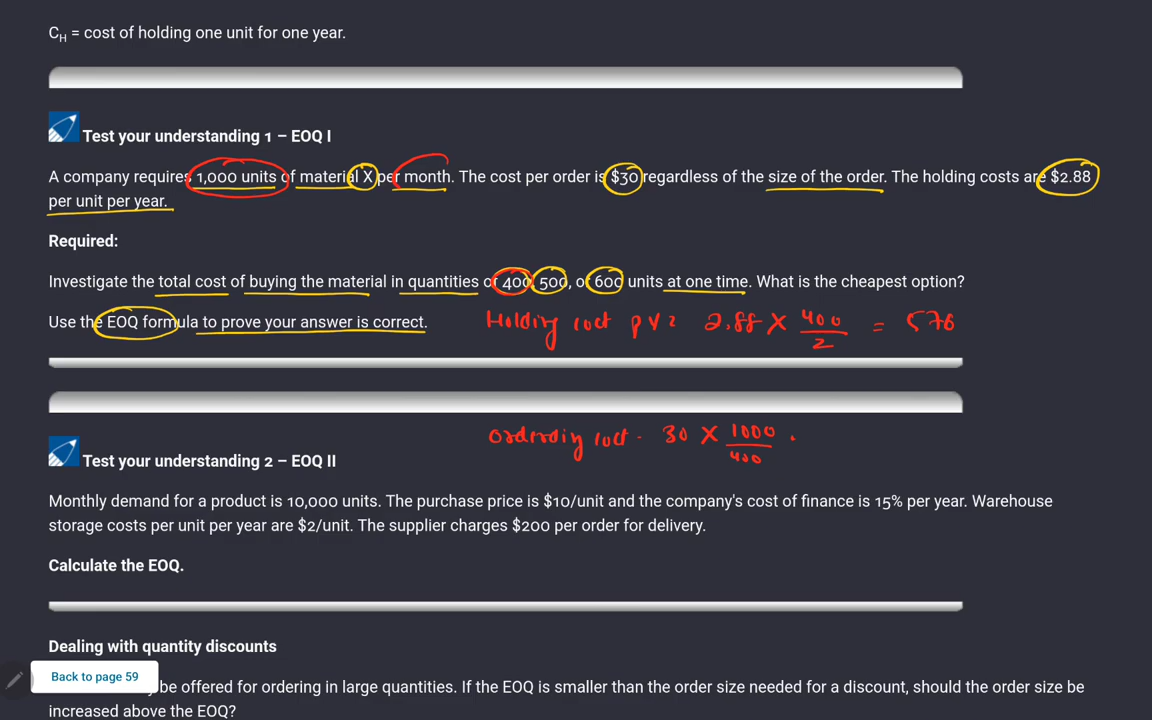 CH = cost of holding one unit for one year.
Test your understanding 1 – EOQ I
A company requires 1,000 units of material X per month. The cost per order is $30 regardless of the size of the order. The holding costs are $2.88
per unit per year.
Required:
Investigate the total cost of buying the material in quantities of 400, 500, or 600 units at one time. What is the cheapest option?
Use the EOQ formula to prove your answer is correct.
Holding cost p v = 2.88 × 400/2 = 576
Test your understanding 2 – EOQ II
ordering cost - 30 × 1000/400 .
Monthly demand for a product is 10,000 units. The purchase price is $10/unit and the company's cost of finance is 15% per year. Warehouse
storage costs per unit per year are $2/unit. The supplier charges $200 per order for delivery.
Calculate the EOQ.
Dealing with quantity discounts
Back to page 59
be offered for ordering in large quantities. If the EOQ is smaller than the order size needed for a discount, should the order size be
increased above the EOQ?